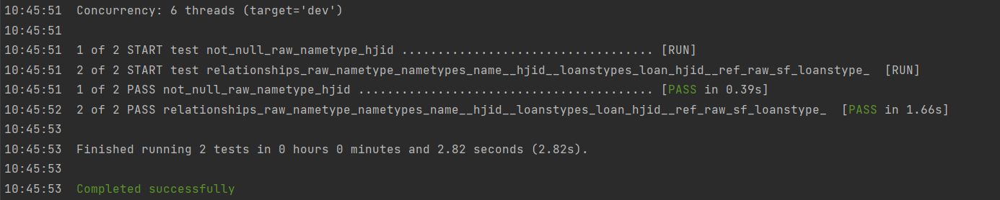 10:45:51  Concurrency: 6 threads (target='dev')
10:45:51
10:45:51  1 of 2 START test not_null_raw_nametype_hjid ................................... [RUN]
10:45:51  2 of 2 START test relationships_raw_nametype_nametypes_name__hjid__loanstypes_loan_hjid__ref_raw_sf_loanstype_  [RUN]
10:45:51  1 of 2 PASS not_null_raw_nametype_hjid ......................................... [PASS in 0.39s]
10:45:52  2 of 2 PASS relationships_raw_nametype_nametypes_name__hjid__loanstypes_loan_hjid__ref_raw_sf_loanstype_  [PASS in 1.66s]
10:45:53
10:45:53  Finished running 2 tests in 0 hours 0 minutes and 2.82 seconds (2.82s).
10:45:53
10:45:53  Completed successfully